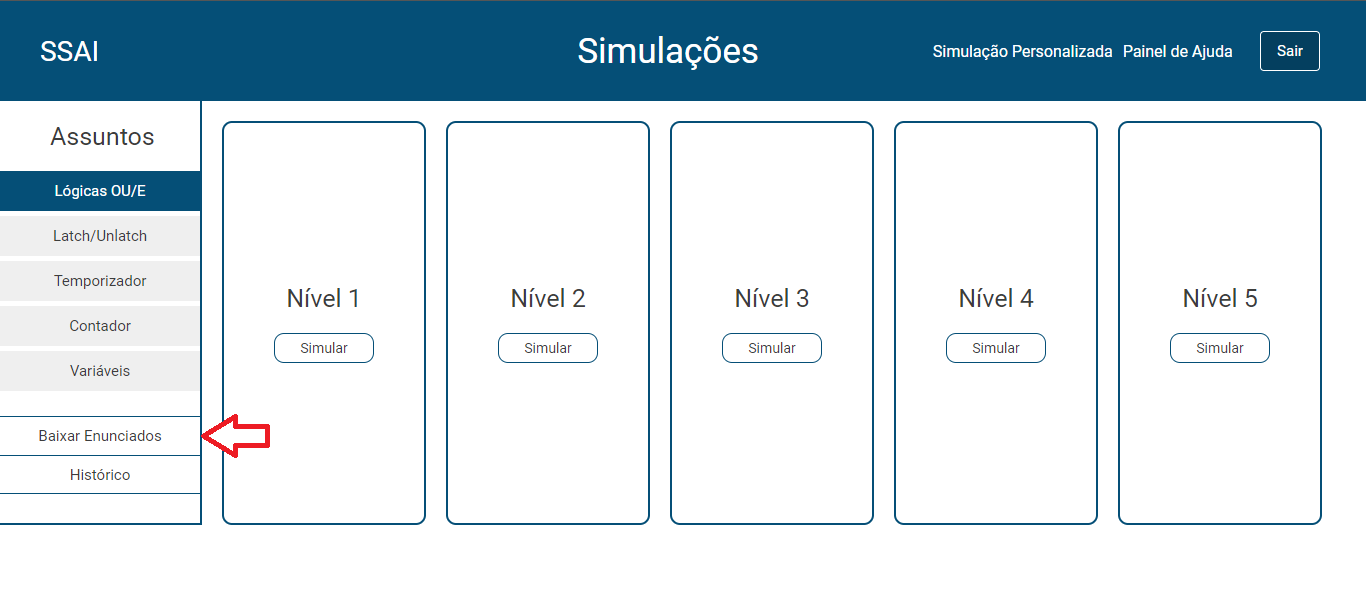 SSAI
Simulações
Simulação Personalizada
Painel de Ajuda
Sair
Assuntos
Lógicas OU/E
Latch/Unlatch
Temporizador
Contador
Variáveis
Baixar Enunciados
Histórico
Nível 1
Simular
Nível 2
Simular
Nível 3
Simular
Nível 4
Simular
Nível 5
Simular